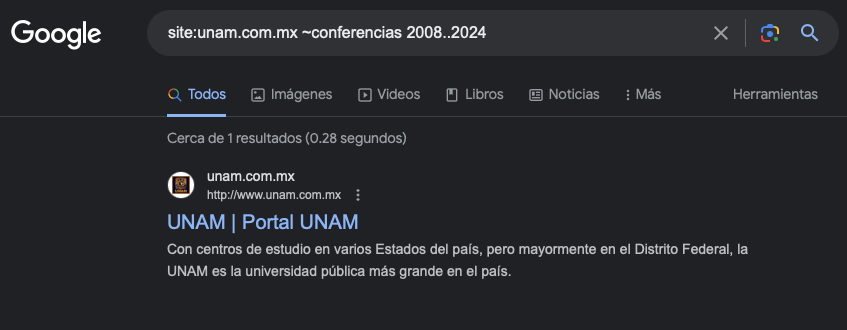 Google
site:unam.com.mx ~conferencias 2008..2024
Todos Imágenes Videos Libros Noticias Más Herramientas
Cerca de 1 resultados (0.28 segundos)
unam.com.mx
http://www.unam.com.mx
UNAM | Portal UNAM
Con centros de estudio en varios Estados del país, pero mayormente en el Distrito Federal, la
UNAM es la universidad pública más grande en el país.